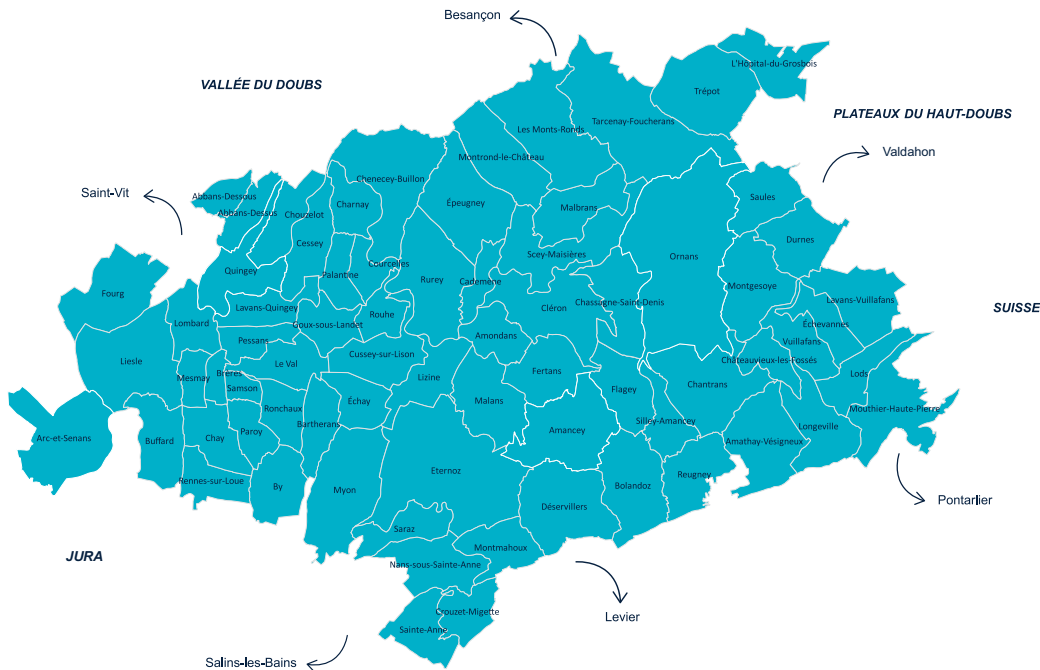 Besançon
L'Hôpital-du-Grosbois
VALLÉE DU DOUBS
Trépot
PLATEAUX DU HAUT-DOUBS
Tarcenay-Foucherans
Les Monts-Ronds
Valdahon
Montrond-le-Château
Chenecey-Buillon
Saint-Vit
Abbans-Dessous
Saules
Charnay
Épeugney
Malbrans
Abbans-Dessus
Chouzelot
Durnes
Cessey
Scey-Maisières
Ornans
Courcelles
Quingey
Palantine
Rurey
Cademène
Montgesoye
Fourg
Chassagne-Saint-Denis
Lavans-Vuillafans
Lavans-Quingey
Cléron
SUISSE
Rouhe
Lombard
Goux-sous-Landet
Échevannes
Amondans
Pessans
Vuillafans
Cussey-sur-Lison
Liesle
Le Val
Châteauvieux-les-Fossés
Fertans
Brères
Lods
Mesmay
Lizine
Chantrans
Samson
Flagey
Échay
Malans
Ronchaux
Mouthier-Haute-Pierre
Bartherans
Silley-Amancey
Longeville
Amancey
Paroy
Arc-et-Senans
Buffard
Chay
Amathay-Vésigneux
Eternoz
Reugney
Rennes-sur-Loue
By
Myon
Bolandoz
Pontarlier
Déservillers
Saraz
Montmahoux
JURA
Nans-sous-Sainte-Anne
Crouzet-Migette
Levier
Sainte-Anne
Salins-les-Bains